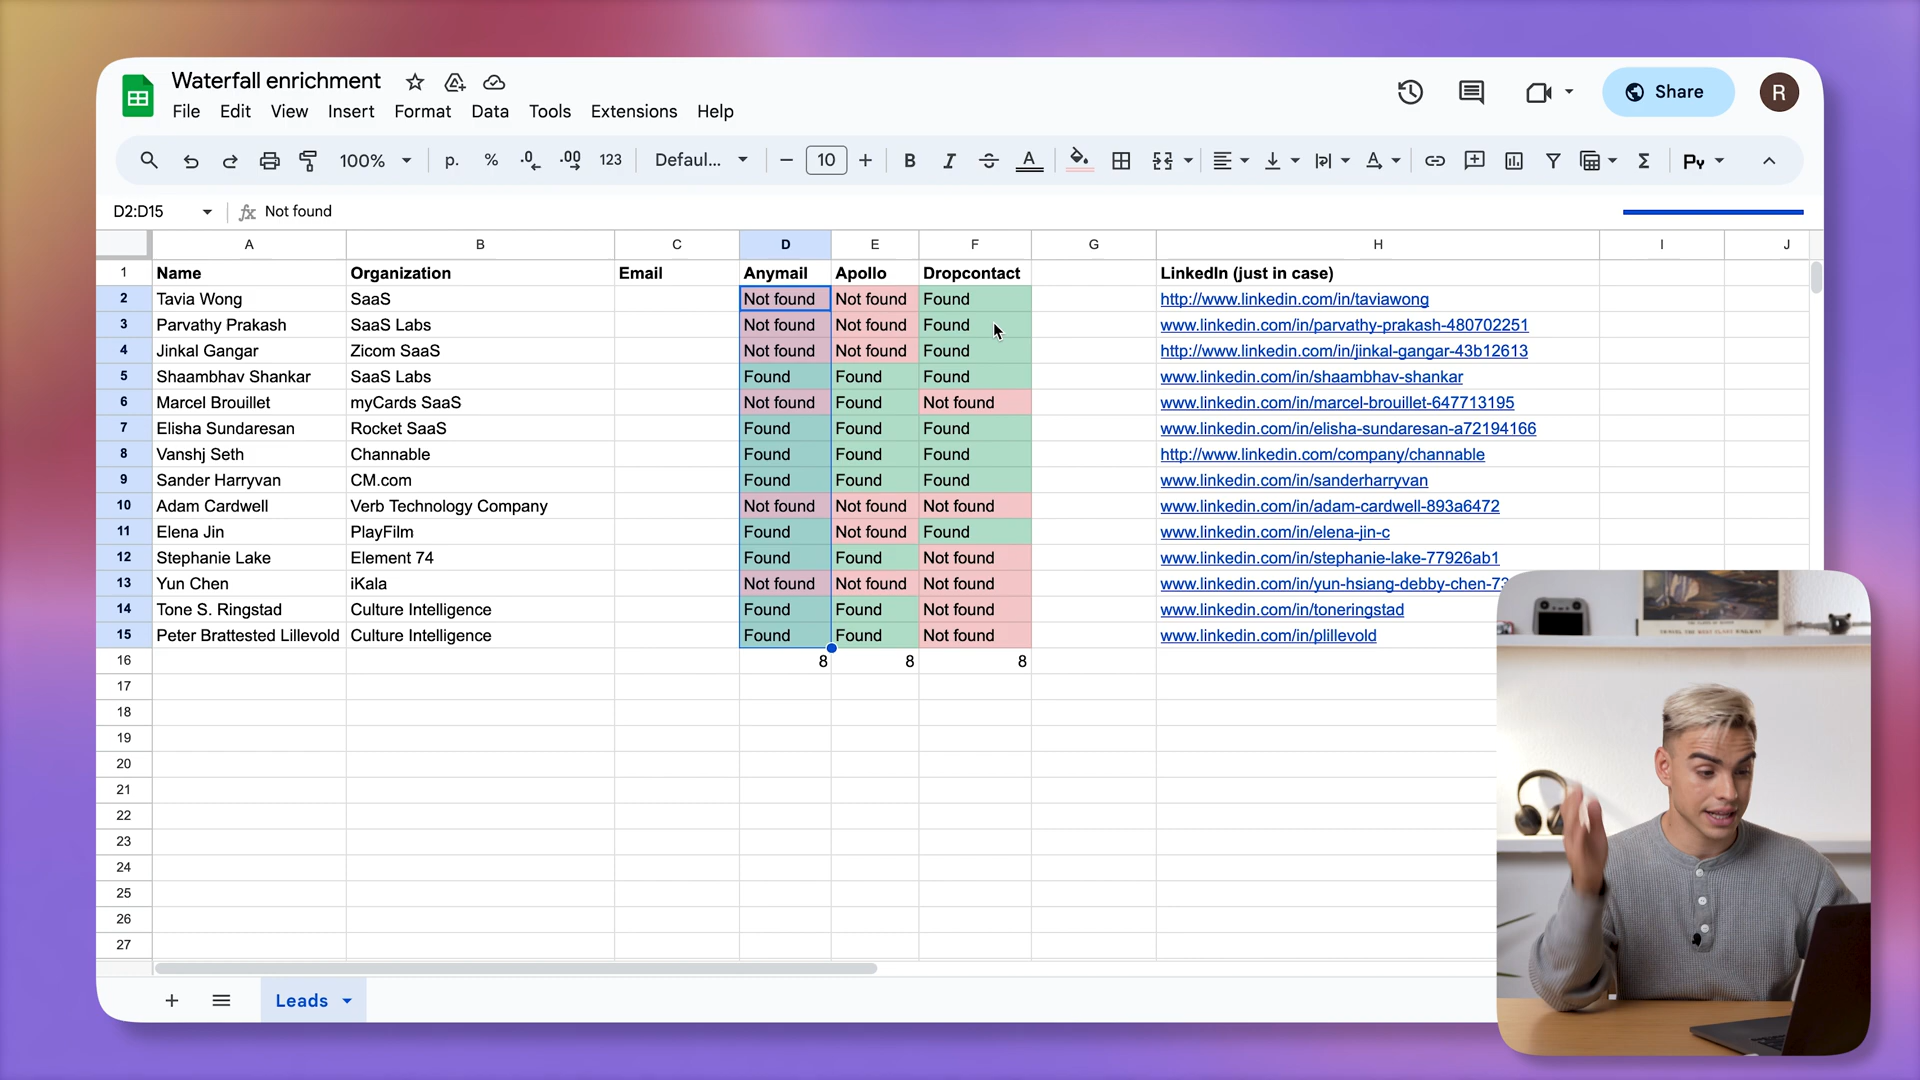 Waterfall enrichment
File Edit View Insert Format Data Tools Extensions Help
Share
R
100% p. % .0 .00 123 Defaul... 10 B I S A Σ Py
D2:D15 fx Not found
A B C D E F G H I J
1 Name Organization Email Anymail Apollo Dropcontact LinkedIn (just in case)
2 Tavia Wong SaaS Not found Not found Found http://www.linkedin.com/in/taviawong
3 Parvathy Prakash SaaS Labs Not found Not found Found www.linkedin.com/in/parvathy-prakash-480702251
4 Jinkal Gangar Zicom SaaS Not found Not found Found http://www.linkedin.com/in/jinkal-gangar-43b12613
5 Shaambhav Shankar SaaS Labs Found Found Found www.linkedin.com/in/shaambhav-shankar
6 Marcel Brouillet myCards SaaS Not found Found Not found www.linkedin.com/in/marcel-brouillet-647713195
7 Elisha Sundaresan Rocket SaaS Found Found Found www.linkedin.com/in/elisha-sundaresan-a72194166
8 Vanshj Seth Channable Found Found Found http://www.linkedin.com/company/channable
9 Sander Harryvan CM.com Found Found Found www.linkedin.com/in/sanderharryvan
10 Adam Cardwell Verb Technology Company Not found Not found Not found www.linkedin.com/in/adam-cardwell-893a6472
11 Elena Jin PlayFilm Found Not found Found www.linkedin.com/in/elena-jin-c
12 Stephanie Lake Element 74 Found Found Not found www.linkedin.com/in/stephanie-lake-77926ab1
13 Yun Chen iKala Not found Not found Not found www.linkedin.com/in/yun-hsiang-debby-chen-73
14 Tone S. Ringstad Culture Intelligence Found Found Not found www.linkedin.com/in/toneringstad
15 Peter Brattested Lillevold Culture Intelligence Found Found Not found www.linkedin.com/in/plillevold
16 8 8 8
17
18
19
20
21
22
23
24
25
26
27
Leads